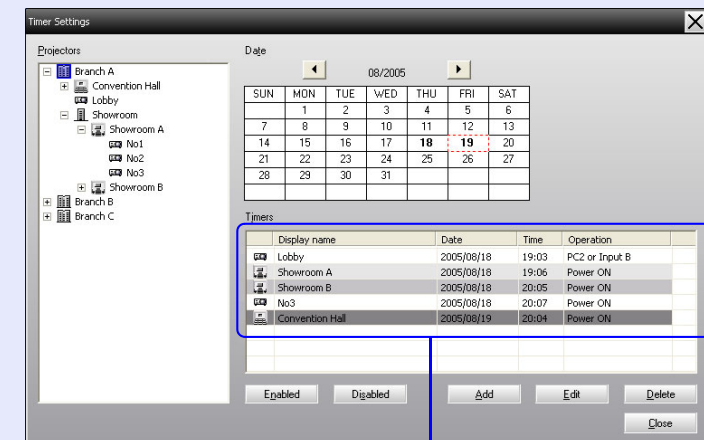 Timer Settings
Projectors
Branch A
Convention Hall
Lobby
Showroom
Showroom A
No1
No2
No3
Showroom B
Branch B
Branch C
Date
08/2005
SUN MON TUE WED THU FRI SAT
1 2 3 4 5 6
7 8 9 10 11 12 13
14 15 16 17 18 19 20
21 22 23 24 25 26 27
28 29 30 31
Timers
Display name Date Time Operation
Lobby 2005/08/18 19:03 PC2 or Input B
Showroom A 2005/08/18 19:06 Power ON
Showroom B 2005/08/18 20:05 Power ON
No3 2005/08/18 20:07 Power ON
Convention Hall 2005/08/19 20:04 Power ON
Enabled Disabled Add Edit Delete
Close